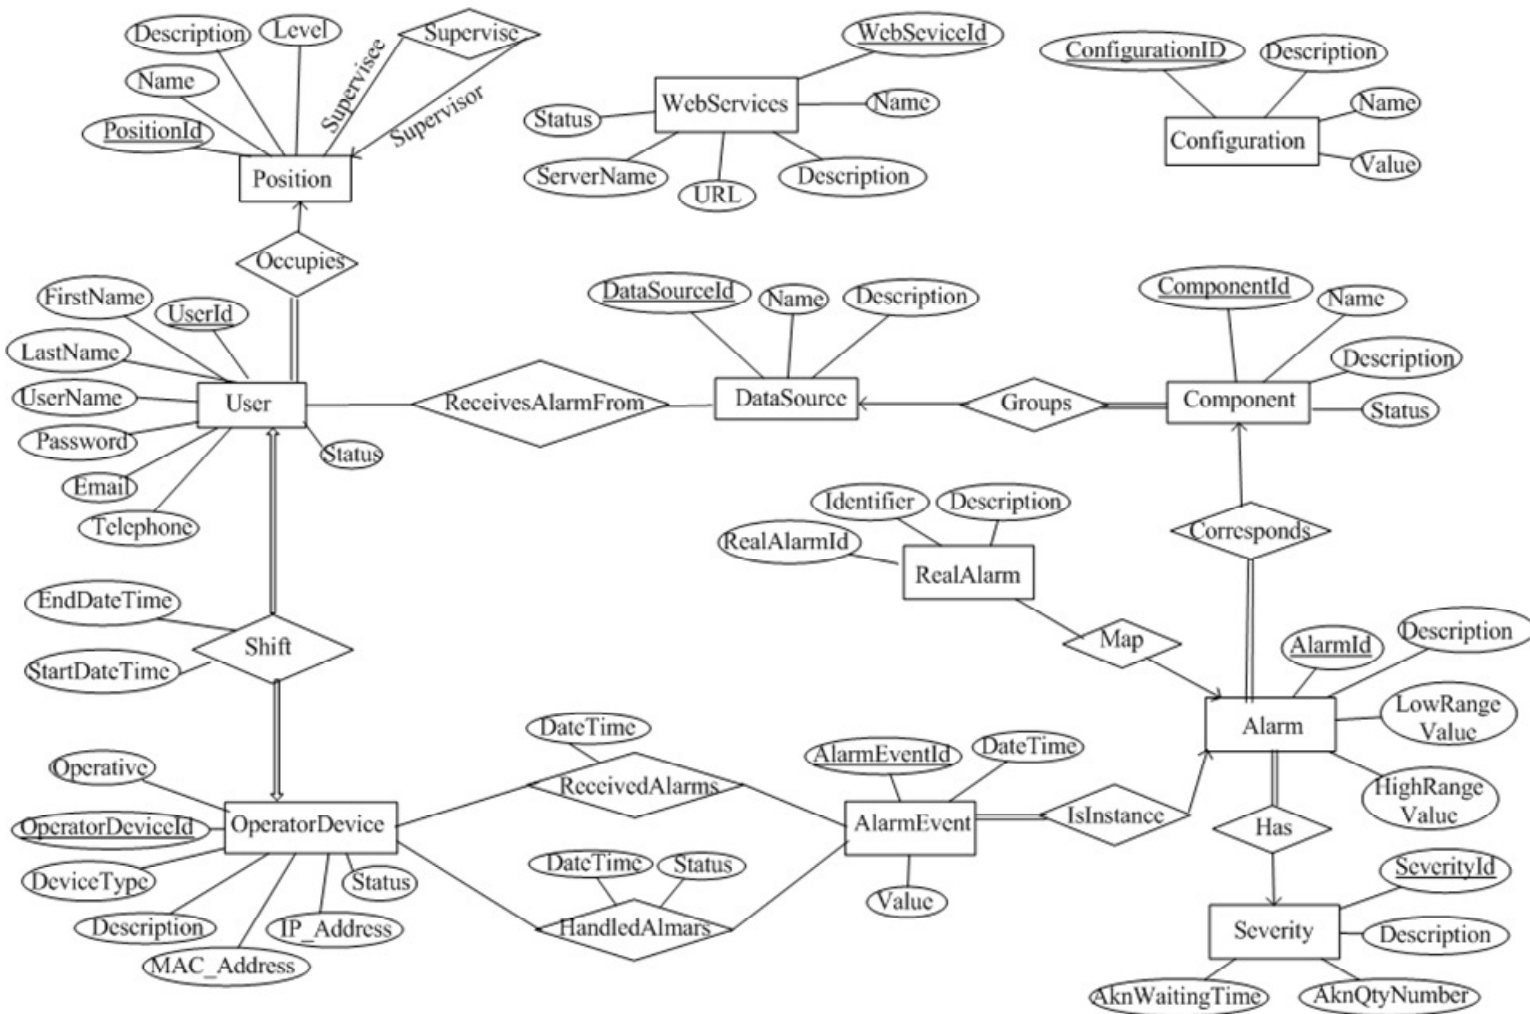 Description
Level
Supervise
Name
PositionId
Supervisee
Supervisor
Position
WebSeviceId
WebServices
Name
Status
ServerName
URL
Description
ConfigurationID
Description
Name
Configuration
Value
Occupies
FirstName
UserId
LastName
UserName
User
Password
Status
Email
Telephone
ReceivesAlarmFrom
DataSourceId
Name
Description
DataSource
Groups
ComponentId
Name
Description
Component
Status
Identifier
Description
RealAlarmId
RealAlarm
Corresponds
Map
EndDateTime
Shift
StartDateTime
AlarmId
Description
LowRange
Value
Alarm
HighRange
Value
DateTime
ReceivedAlarms
AlarmEventId
DateTime
Operative
OperatorDeviceId
OperatorDevice
AlarmEvent
IsInstance
Has
DeviceType
Status
Description
IP_Address
MAC_Address
DateTime
Status
HandledAlmars
Value
SeverityId
Severity
Description
AknWaitingTime
AknQtyNumber